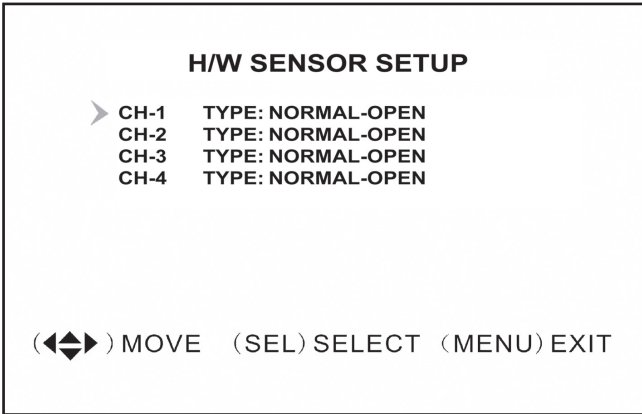 H/W SENSOR SETUP
CH-1 TYPE: NORMAL-OPEN
CH-2 TYPE: NORMAL-OPEN
CH-3 TYPE: NORMAL-OPEN
CH-4 TYPE: NORMAL-OPEN
(◀▲▼▶) MOVE (SEL) SELECT (MENU) EXIT